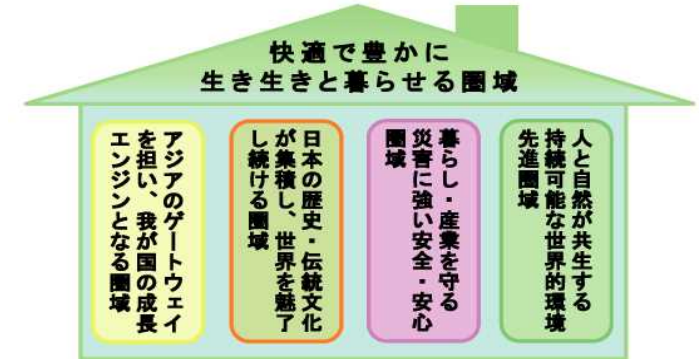 快適で豊かに
生き生きと暮らせる圏域
アジアのゲートウェイ
を担い、我が国の成長
エンジンとなる圏域
日本の歴史・伝統文化
が集積し、世界を魅了
し続ける圏域
暮らし・産業を守る
災害に強い安全・安心
圏域
人と自然が共生する
持続可能な世界的環境
先進圏域